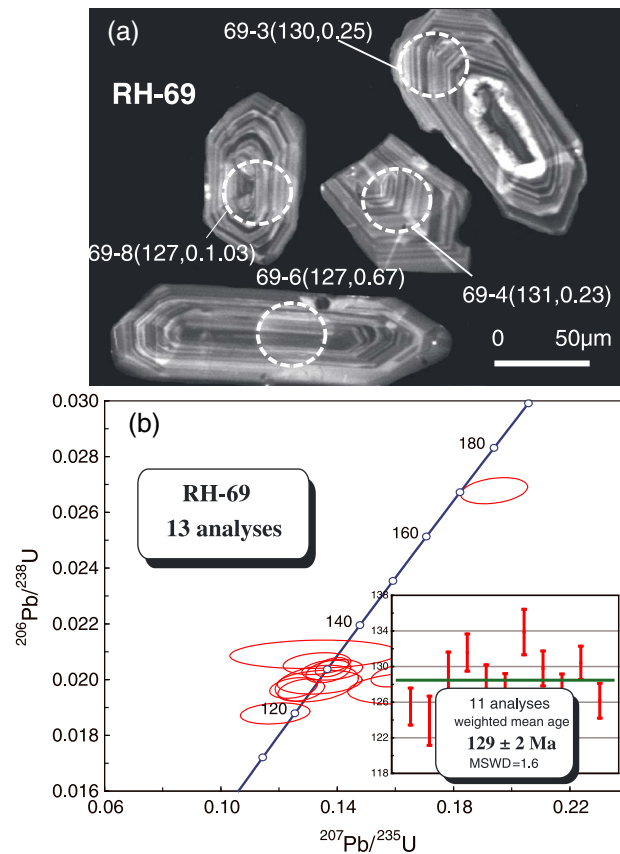 (a)
69-3(130,0.25)
RH-69
69-8(127,0.1.03)
69-6(127,0.67)
69-4(131,0.23)
0 50µm
(b)
0.030
0.028
0.026
0.024
0.022
0.020
0.018
0.016
206Pb/238U
RH-69
13 analyses
180
160
140
120
138
134
130
126
122
118
11 analyses
weighted mean age
129 ± 2 Ma
MSWD=1.6
0.06 0.10 0.14 0.18 0.22
207Pb/235U